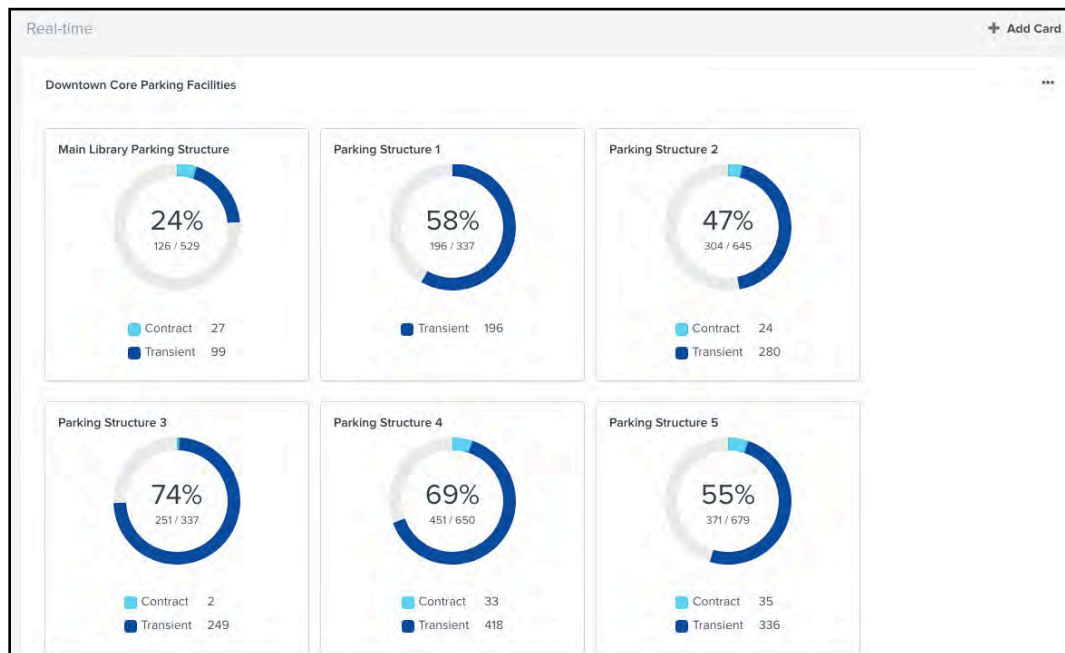 Real-time
+ Add Card
Downtown Core Parking Facilities
Main Library Parking Structure
24%
126 / 529
Contract 27
Transient 99
Parking Structure 1
58%
196 / 337
Transient 196
Parking Structure 2
47%
304 / 645
Contract 24
Transient 280
Parking Structure 3
74%
251 / 337
Contract 2
Transient 249
Parking Structure 4
69%
451 / 650
Contract 33
Transient 418
Parking Structure 5
55%
371 / 679
Contract 35
Transient 336